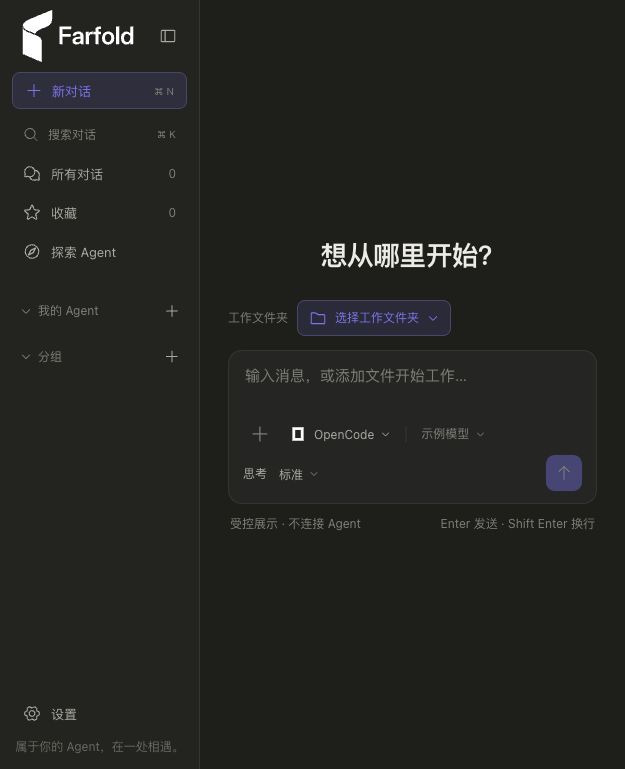 Farfold
新对话 ⌘ N
搜索对话 ⌘ K
所有对话 0
收藏 0
探索 Agent
我的 Agent
分组
设置
属于你的 Agent，在一处相遇。
想从哪里开始?
工作文件夹 选择工作文件夹
输入消息，或添加文件开始工作...
OpenCode 示例模型
思考 标准
受控展示 · 不连接 Agent Enter 发送 · Shift Enter 换行